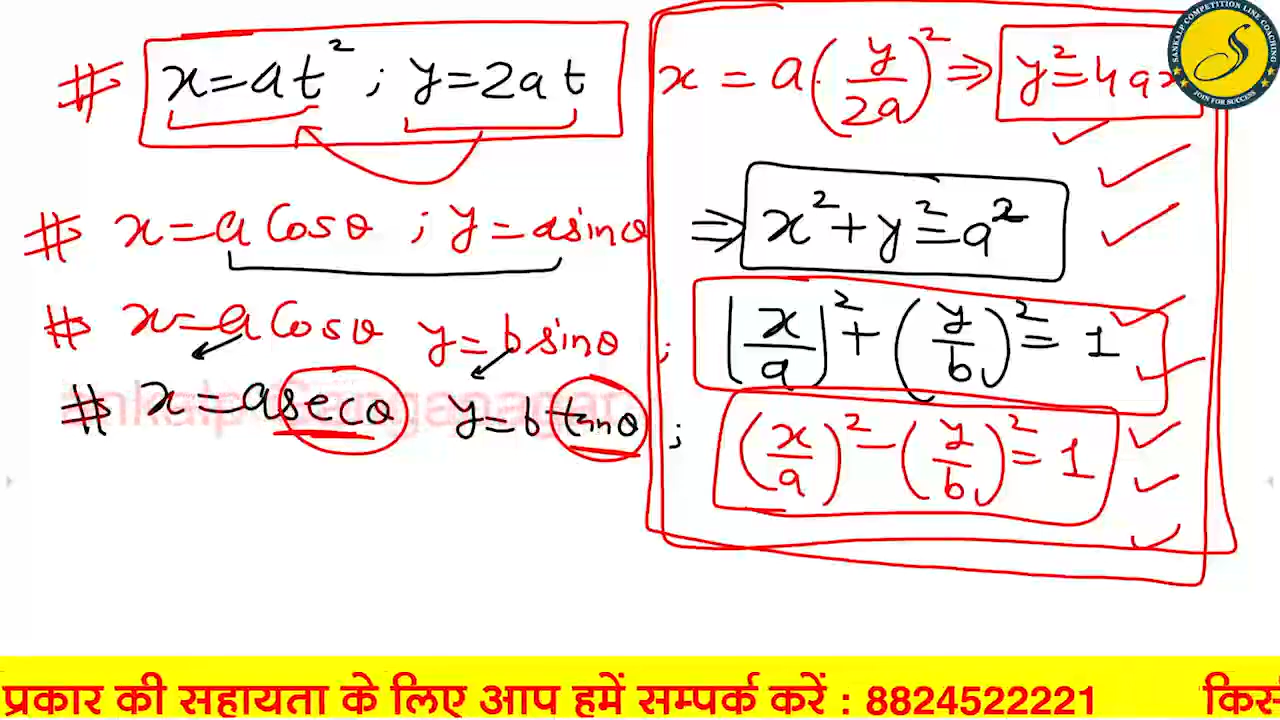 # x = at² ; y = 2at x = a·(y/2a)² ⇒ y² = 4ax
# x = a Cosθ ; y = a sinθ ⇒ x² + y² = a²
# x = a Cosθ y = b sinθ ; (x/a)² + (y/b)² = 1
# x = a secθ y = b tanθ ; (x/a)² − (y/b)² = 1
SANKALP COMPETITION LINE COACHING
S
JOIN FOR SUCCESS
प्रकार की सहायता के लिए आप हमें सम्पर्क करें : 8824522221